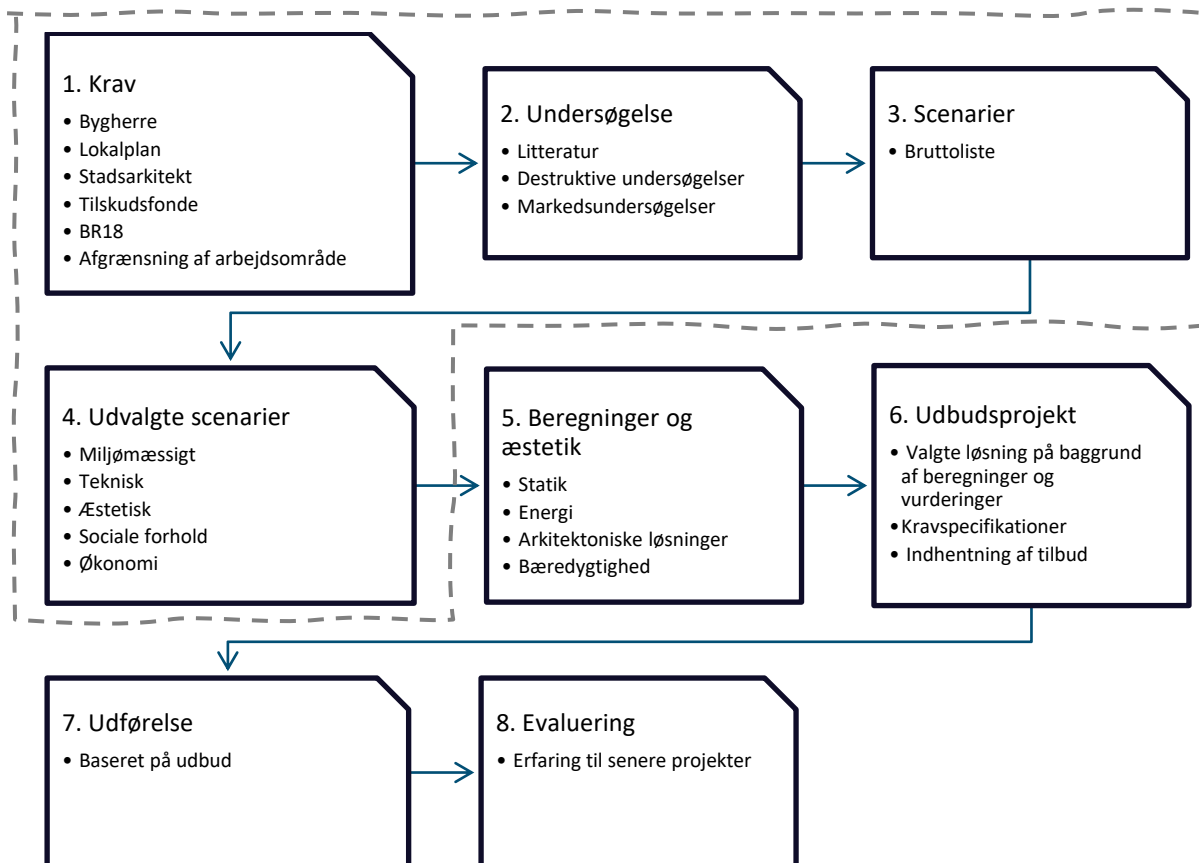 1. Krav
• Bygherre
• Lokalplan
• Stadsarkitekt
• Tilskudsfonde
• BR18
• Afgrænsning af arbejdsområde
2. Undersøgelse
• Litteratur
• Destruktive undersøgelser
• Markedsundersøgelser
3. Scenarier
• Bruttoliste
4. Udvalgte scenarier
• Miljømæssigt
• Teknisk
• Æstetisk
• Sociale forhold
• Økonomi
5. Beregninger og
æstetik
• Statik
• Energi
• Arkitektoniske løsninger
• Bæredygtighed
6. Udbudsprojekt
• Valgte løsning på baggrund
af beregninger og
vurderinger
•Kravspecifikationer
• Indhentning af tilbud
7. Udførelse
• Baseret på udbud
8. Evaluering
• Erfaring til senere projekter